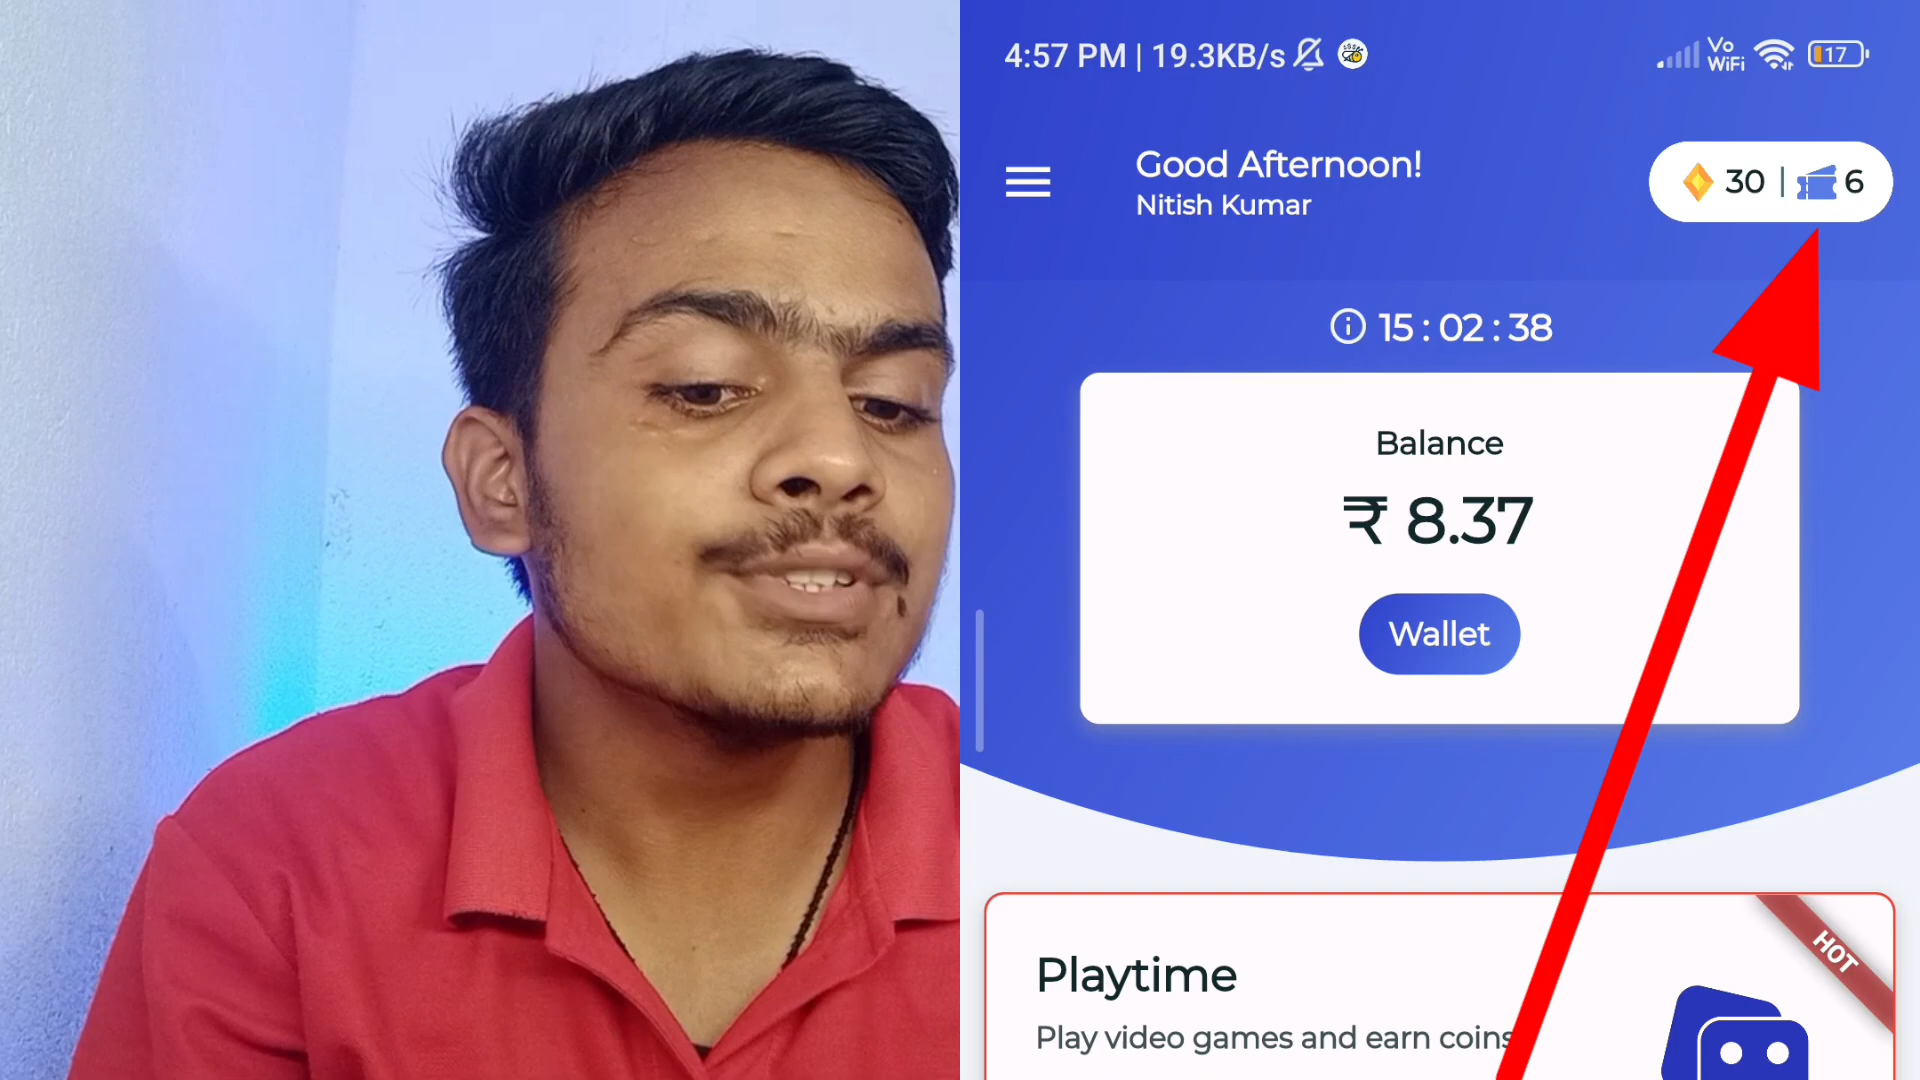 4:57 PM | 19.3KB/s
Vo
WiFi
17
Good Afternoon!
Nitish Kumar
30 | 6
15 : 02 : 38
Balance
₹ 8.37
Wallet
HOT
Playtime
Play video games and earn coins